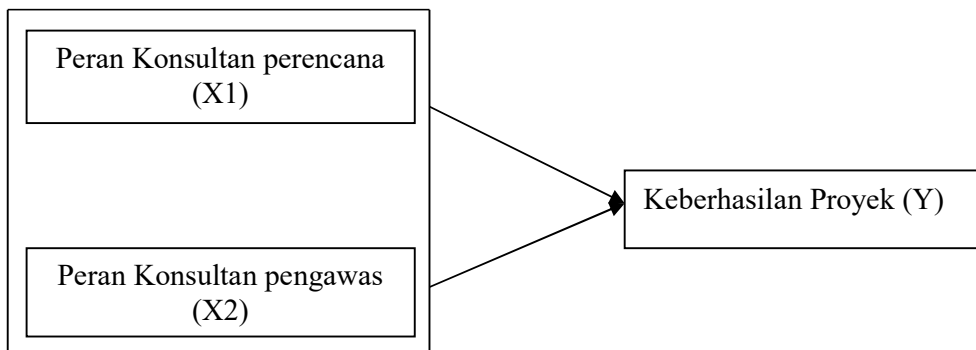 Peran Konsultan perencana
(X1)
Keberhasilan Proyek (Y)
Peran Konsultan pengawas
(X2)